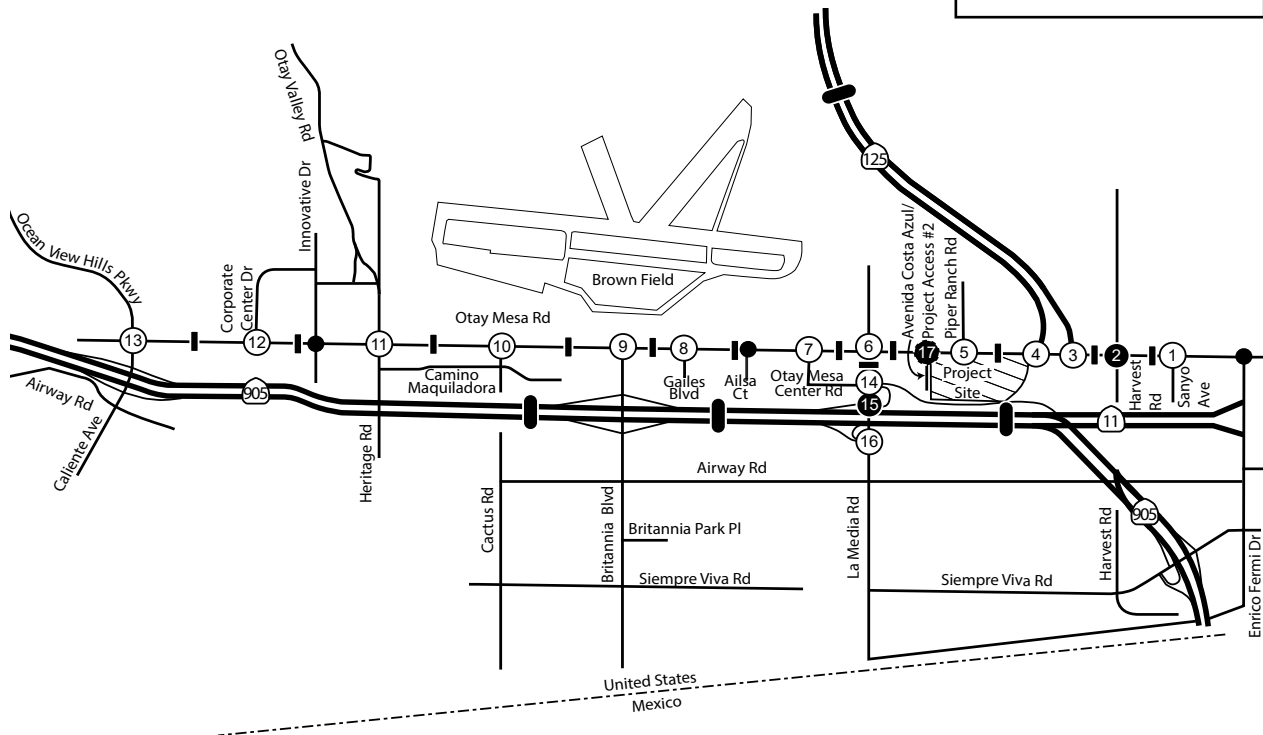 125
Otay Valley Rd
Innovative Dr
Ocean View Hills Pkwy
Corporate
Center Dr
Brown Field
Avenida Costa Azul/
Project Access #2
Piper Ranch Rd
Otay Mesa Rd
13
12
11
10
9
8
7
6
17
5
4
3
2
1
Camino
Maquiladora
Gailes
Blvd
Ailsa
Ct
Otay Mesa
Center Rd
14
15
16
Project
Site
Harvest
Rd
Sanyo
Ave
Airway Rd
905
11
Caliente Ave
Heritage Rd
Airway Rd
Cactus Rd
Britannia Blvd
Britannia Park Pl
La Media Rd
905
Harvest Rd
Siempre Viva Rd
Siempre Viva Rd
Enrico Fermi Dr
United States
Mexico